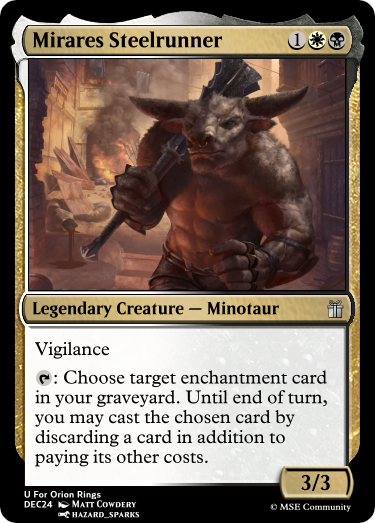 Mirares Steelrunner 1
Legendary Creature — Minotaur
Vigilance
: Choose target enchantment card
in your graveyard. Until end of turn,
you may cast the chosen card by
discarding a card in addition to
paying its other costs.
3/3
U For Orion Rings
DEC24 Matt Cowdery © MSE Community
HAZARD_SPARKS